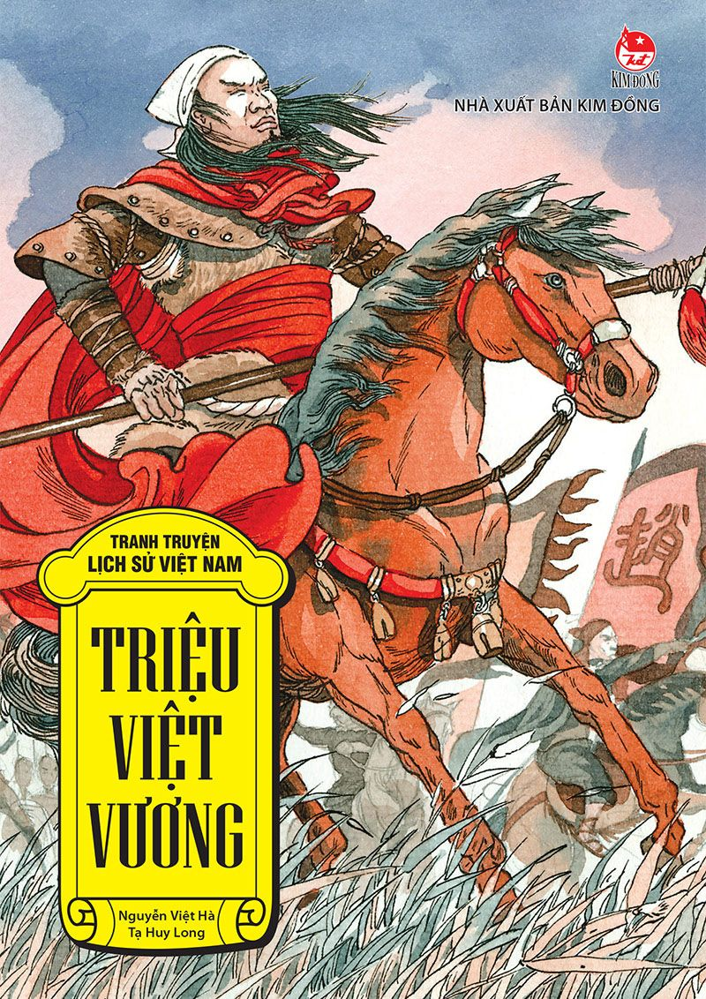 Kđ
KIM ĐỒNG
NHÀ XUẤT BẢN KIM ĐỒNG
趙
TRANH TRUYỆN
LỊCH SỬ VIỆT NAM
TRIỆU
VIỆT
VƯƠNG
Nguyễn Việt Hà
Tạ Huy Long